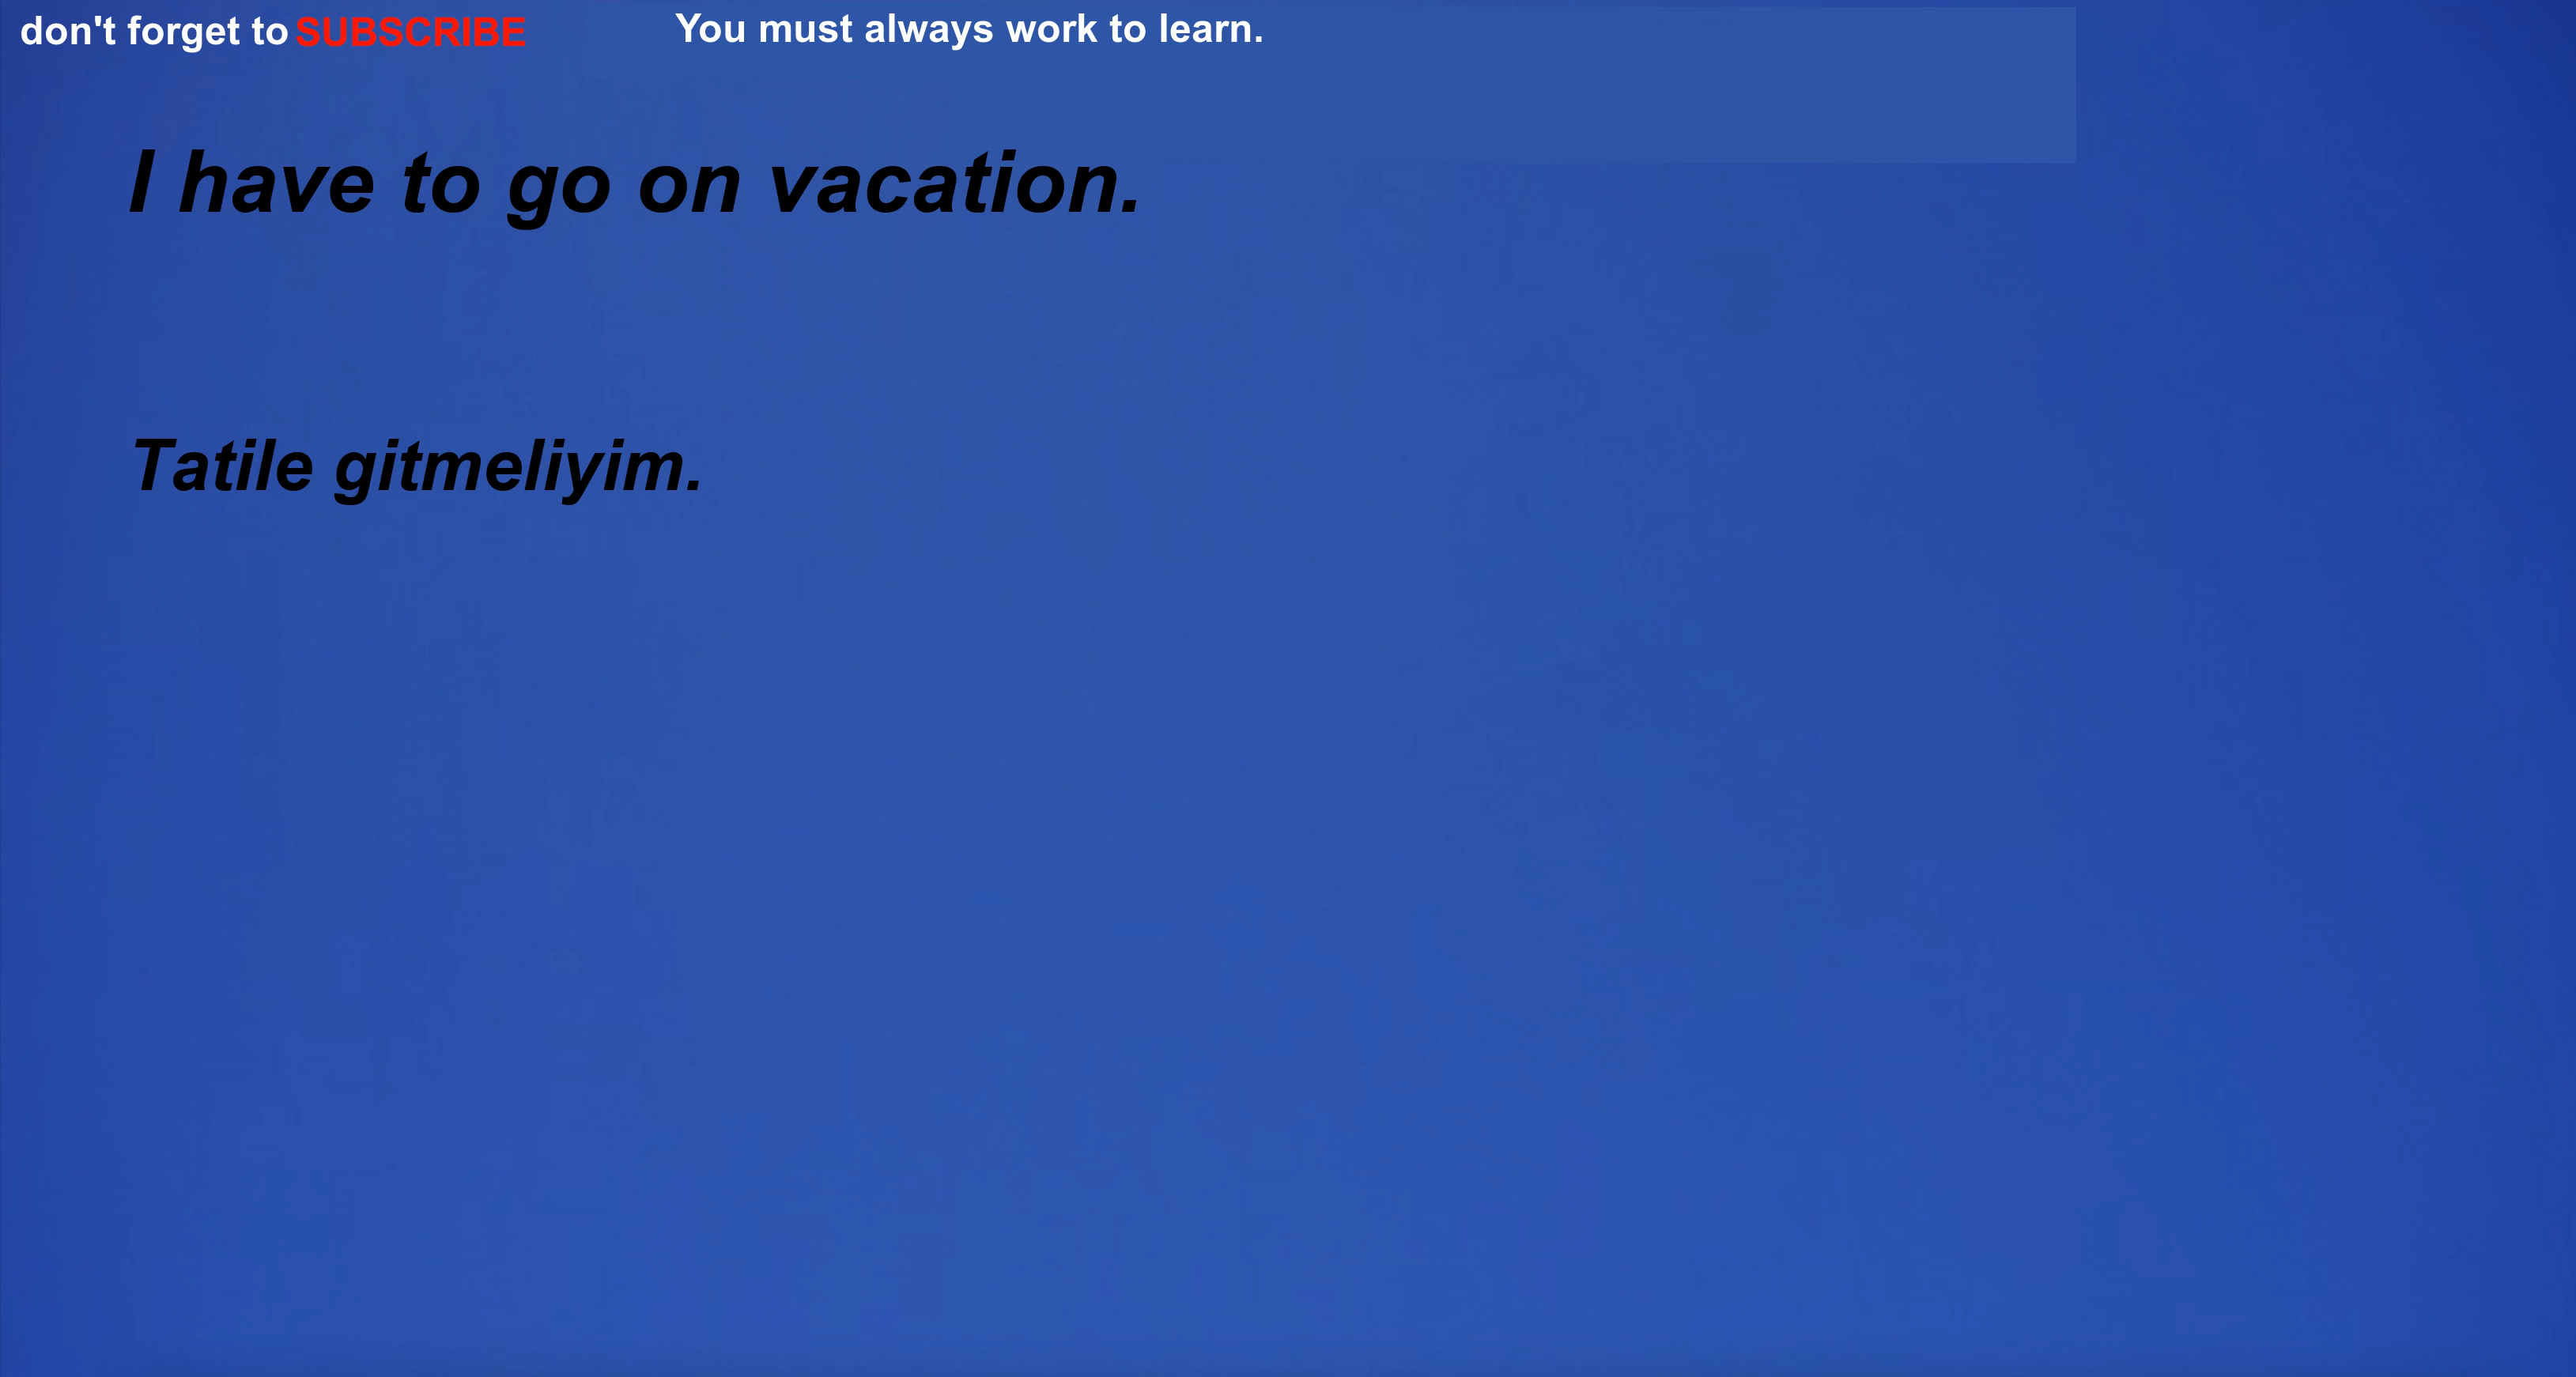 don't forget to SUBSCRIBE You must always work to learn.
I have to go on vacation.
Tatile gitmeliyim.